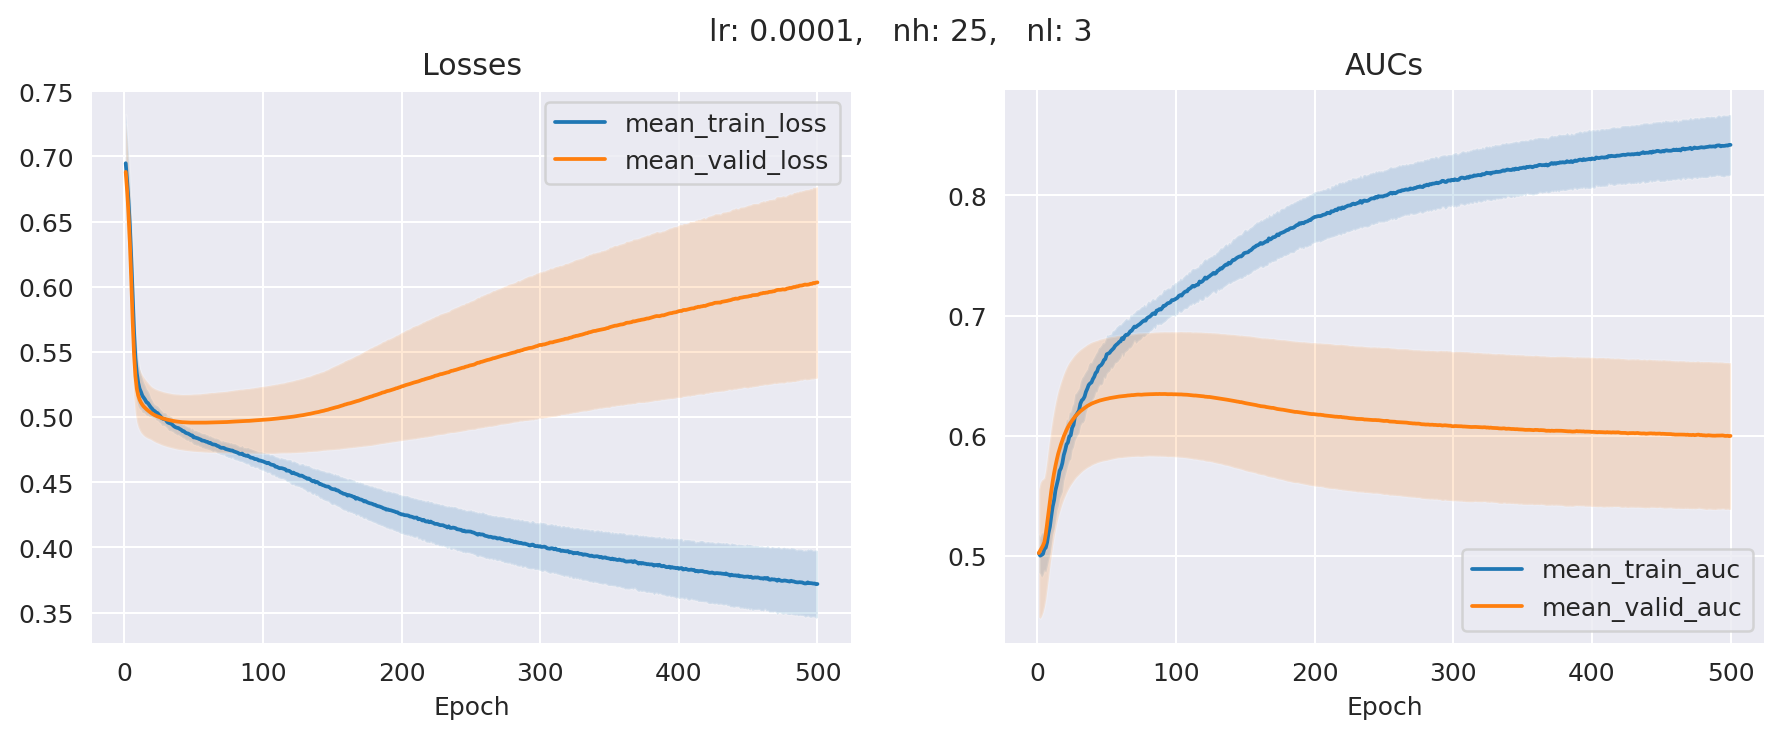 lr: 0.0001,   nh: 25,   nl: 3
Losses
0.75
0.70
0.65
0.60
0.55
0.50
0.45
0.40
0.35
mean_train_loss
mean_valid_loss
0 100 200 300 400 500
Epoch
AUCs
0.8
0.7
0.6
0.5
mean_train_auc
mean_valid_auc
0 100 200 300 400 500
Epoch